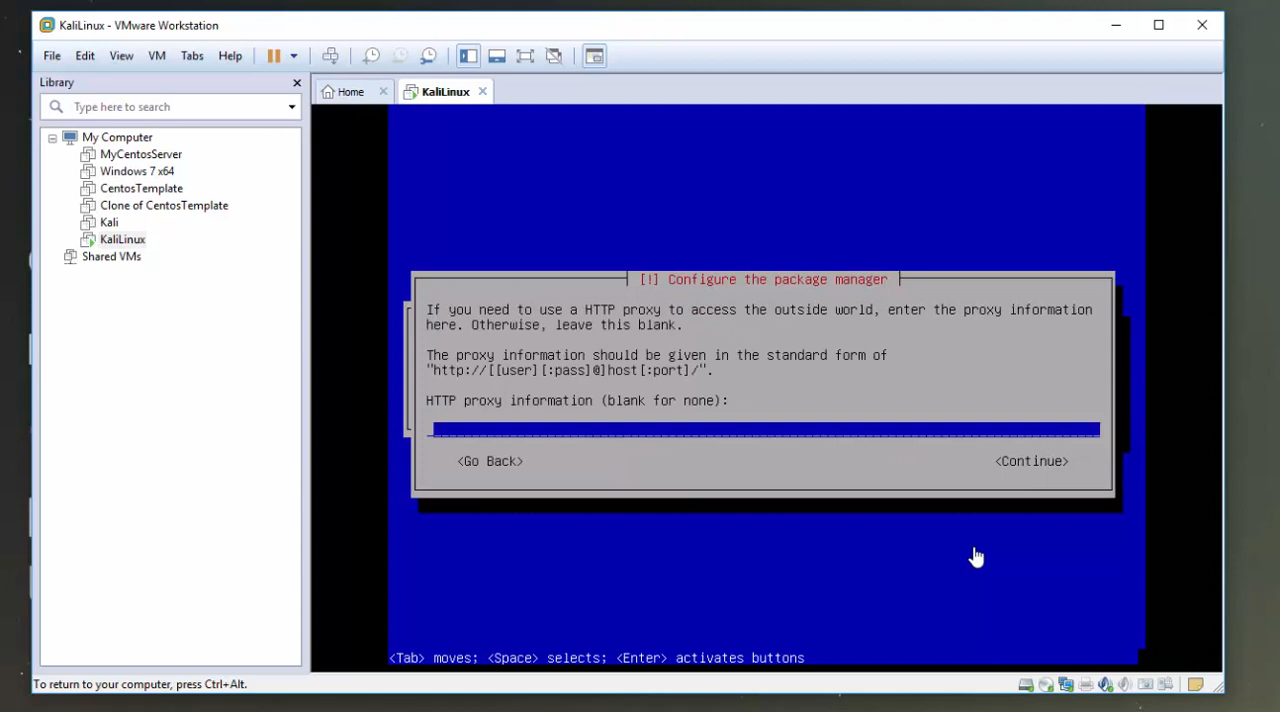 KaliLinux - VMware Workstation
File Edit View VM Tabs Help
Library
Type here to search
My Computer
MyCentosServer
Windows 7 x64
CentosTemplate
Clone of CentosTemplate
Kali
KaliLinux
Shared VMs
Home KaliLinux
[!] Configure the package manager
If you need to use a HTTP proxy to access the outside world, enter the proxy information
here. Otherwise, leave this blank.
The proxy information should be given in the standard form of
"http://[[user][:pass]@]host[:port]/".
HTTP proxy information (blank for none):
<Go Back> <Continue>
<Tab> moves; <Space> selects; <Enter> activates buttons
To return to your computer, press Ctrl+Alt.